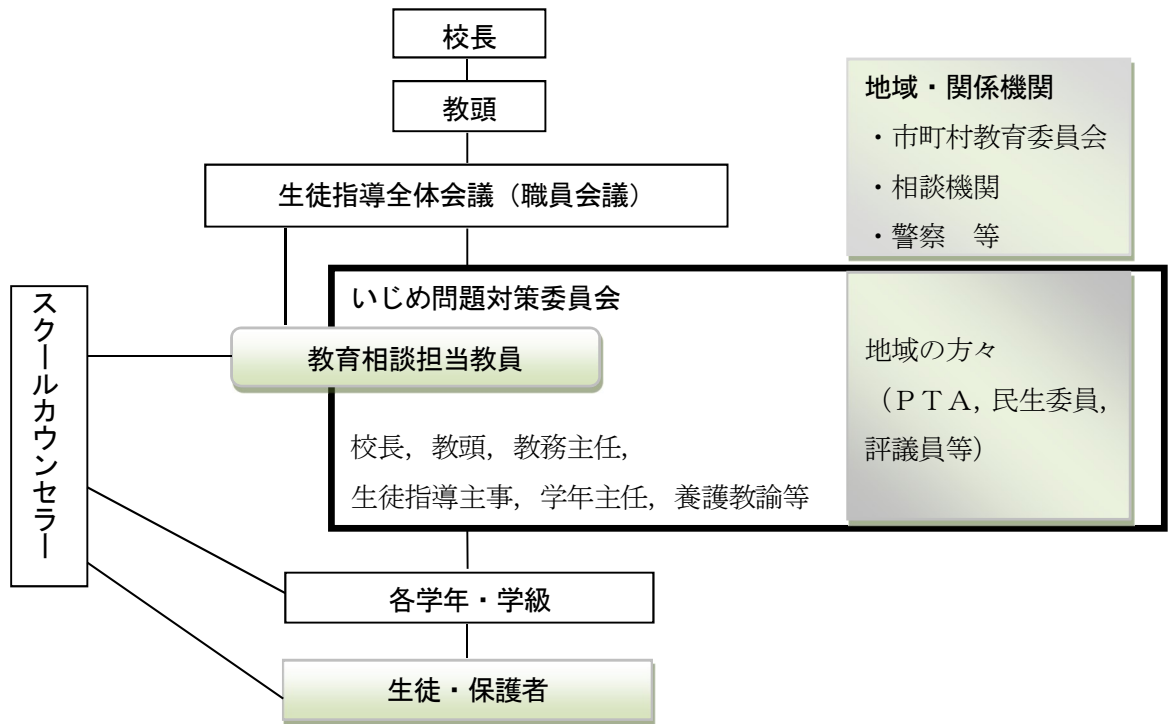 校長
教頭
生徒指導全体会議（職員会議）
地域・関係機関
・市町村教育委員会
・相談機関
・警察　等
スクールカウンセラー
いじめ問題対策委員会
教育相談担当教員
校長，教頭，教務主任，
生徒指導主事，学年主任，養護教諭等
地域の方々
（ＰＴＡ，民生委員，
評議員等）
各学年・学級
生徒・保護者